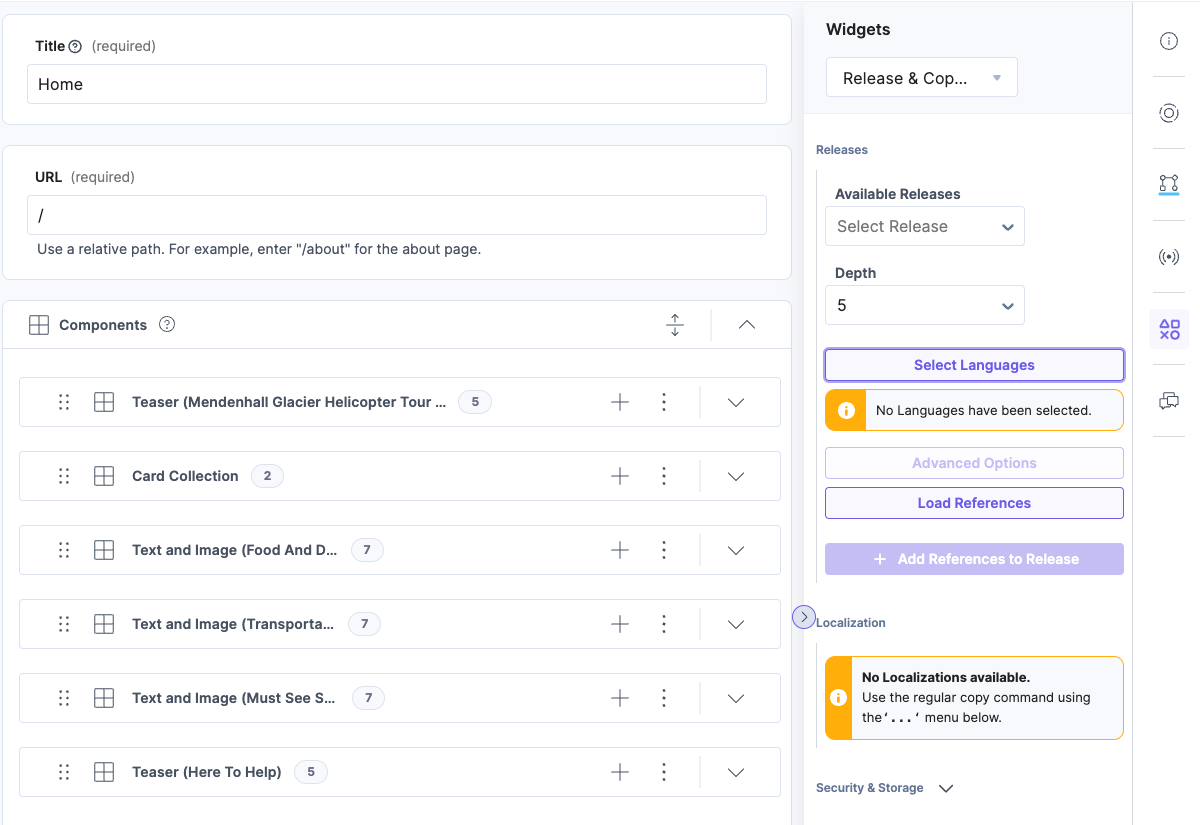 Title (required)
Home
URL (required)
/
Use a relative path. For example, enter "/about" for the about page.
Components
Teaser (Mendenhall Glacier Helicopter Tour ... 5
Card Collection 2
Text and Image (Food And D... 7
Text and Image (Transporta... 7
Text and Image (Must See S... 7
Teaser (Here To Help) 5
Widgets
Release & Cop...
Releases
Available Releases
Select Release
Depth
5
Select Languages
No Languages have been selected.
Advanced Options
Load References
+ Add References to Release
Localization
No Localizations available.
Use the regular copy command using
the‘...‘ menu below.
Security & Storage